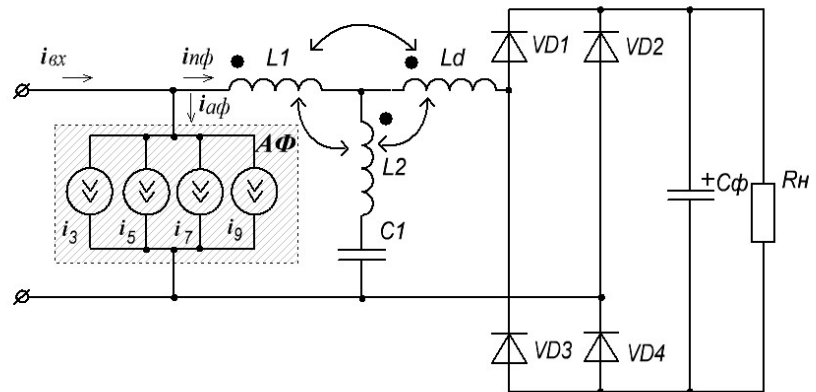 iвх
iпф
L1
Ld
VD1
VD2
iаф
АФ
L2
i3
i5
i7
i9
C1
+
Cф
Rн
VD3
VD4